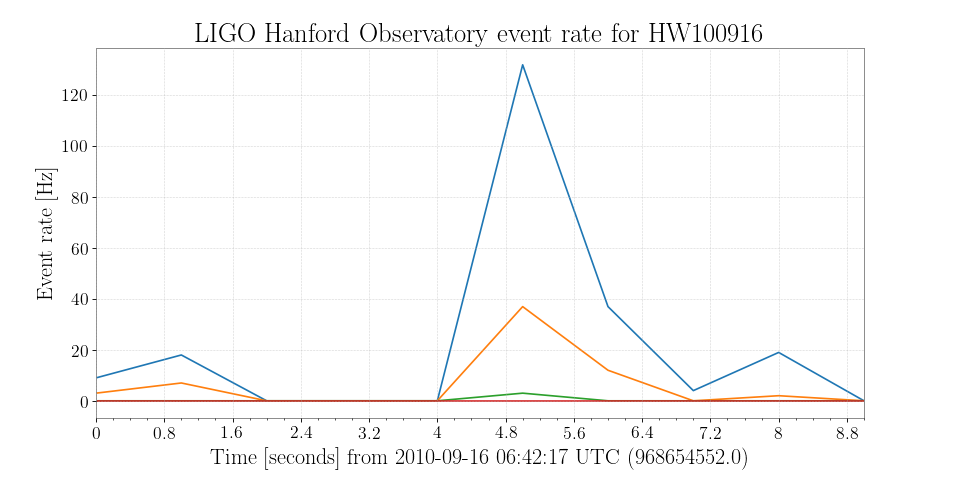 LIGO Hanford Observatory event rate for HW100916
Event rate [Hz]
120
100
80
60
40
20
0
0 0.8 1.6 2.4 3.2 4 4.8 5.6 6.4 7.2 8 8.8
Time [seconds] from 2010-09-16 06:42:17 UTC (968654552.0)